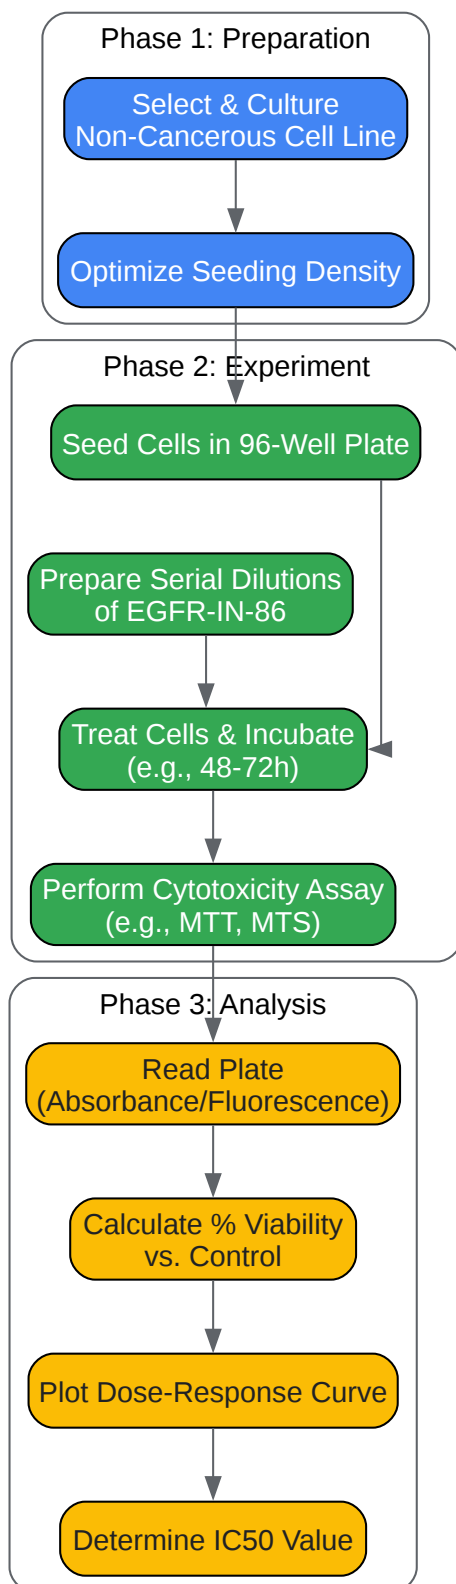 Phase 1: Preparation
Select & Culture
Non-Cancerous Cell Line
Optimize Seeding Density
Phase 2: Experiment
Seed Cells in 96-Well Plate
Prepare Serial Dilutions
of EGFR-IN-86
Treat Cells & Incubate
(e.g., 48-72h)
Perform Cytotoxicity Assay
(e.g., MTT, MTS)
Phase 3: Analysis
Read Plate
(Absorbance/Fluorescence)
Calculate % Viability
vs. Control
Plot Dose-Response Curve
Determine IC50 Value